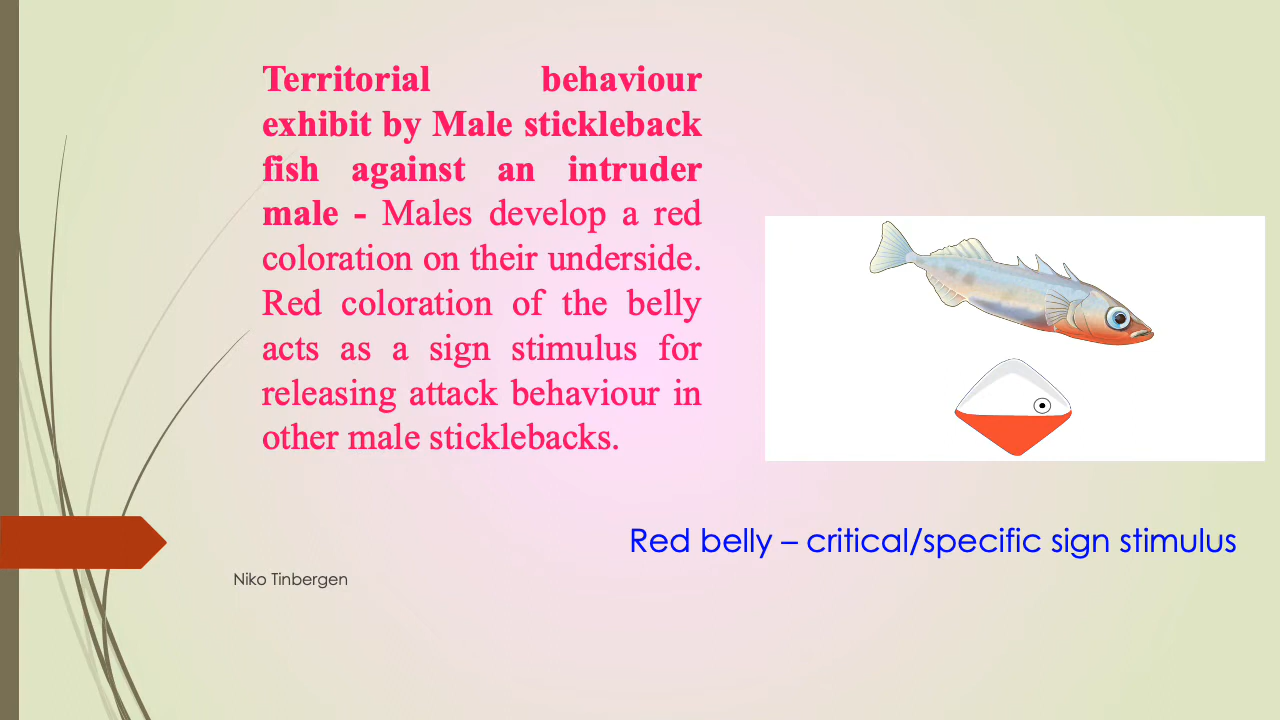 Territorial behaviour
exhibit by Male stickleback
fish against an intruder
male - Males develop a red
coloration on their underside.
Red coloration of the belly
acts as a sign stimulus for
releasing attack behaviour in
other male sticklebacks.
Red belly – critical/specific sign stimulus
Niko Tinbergen